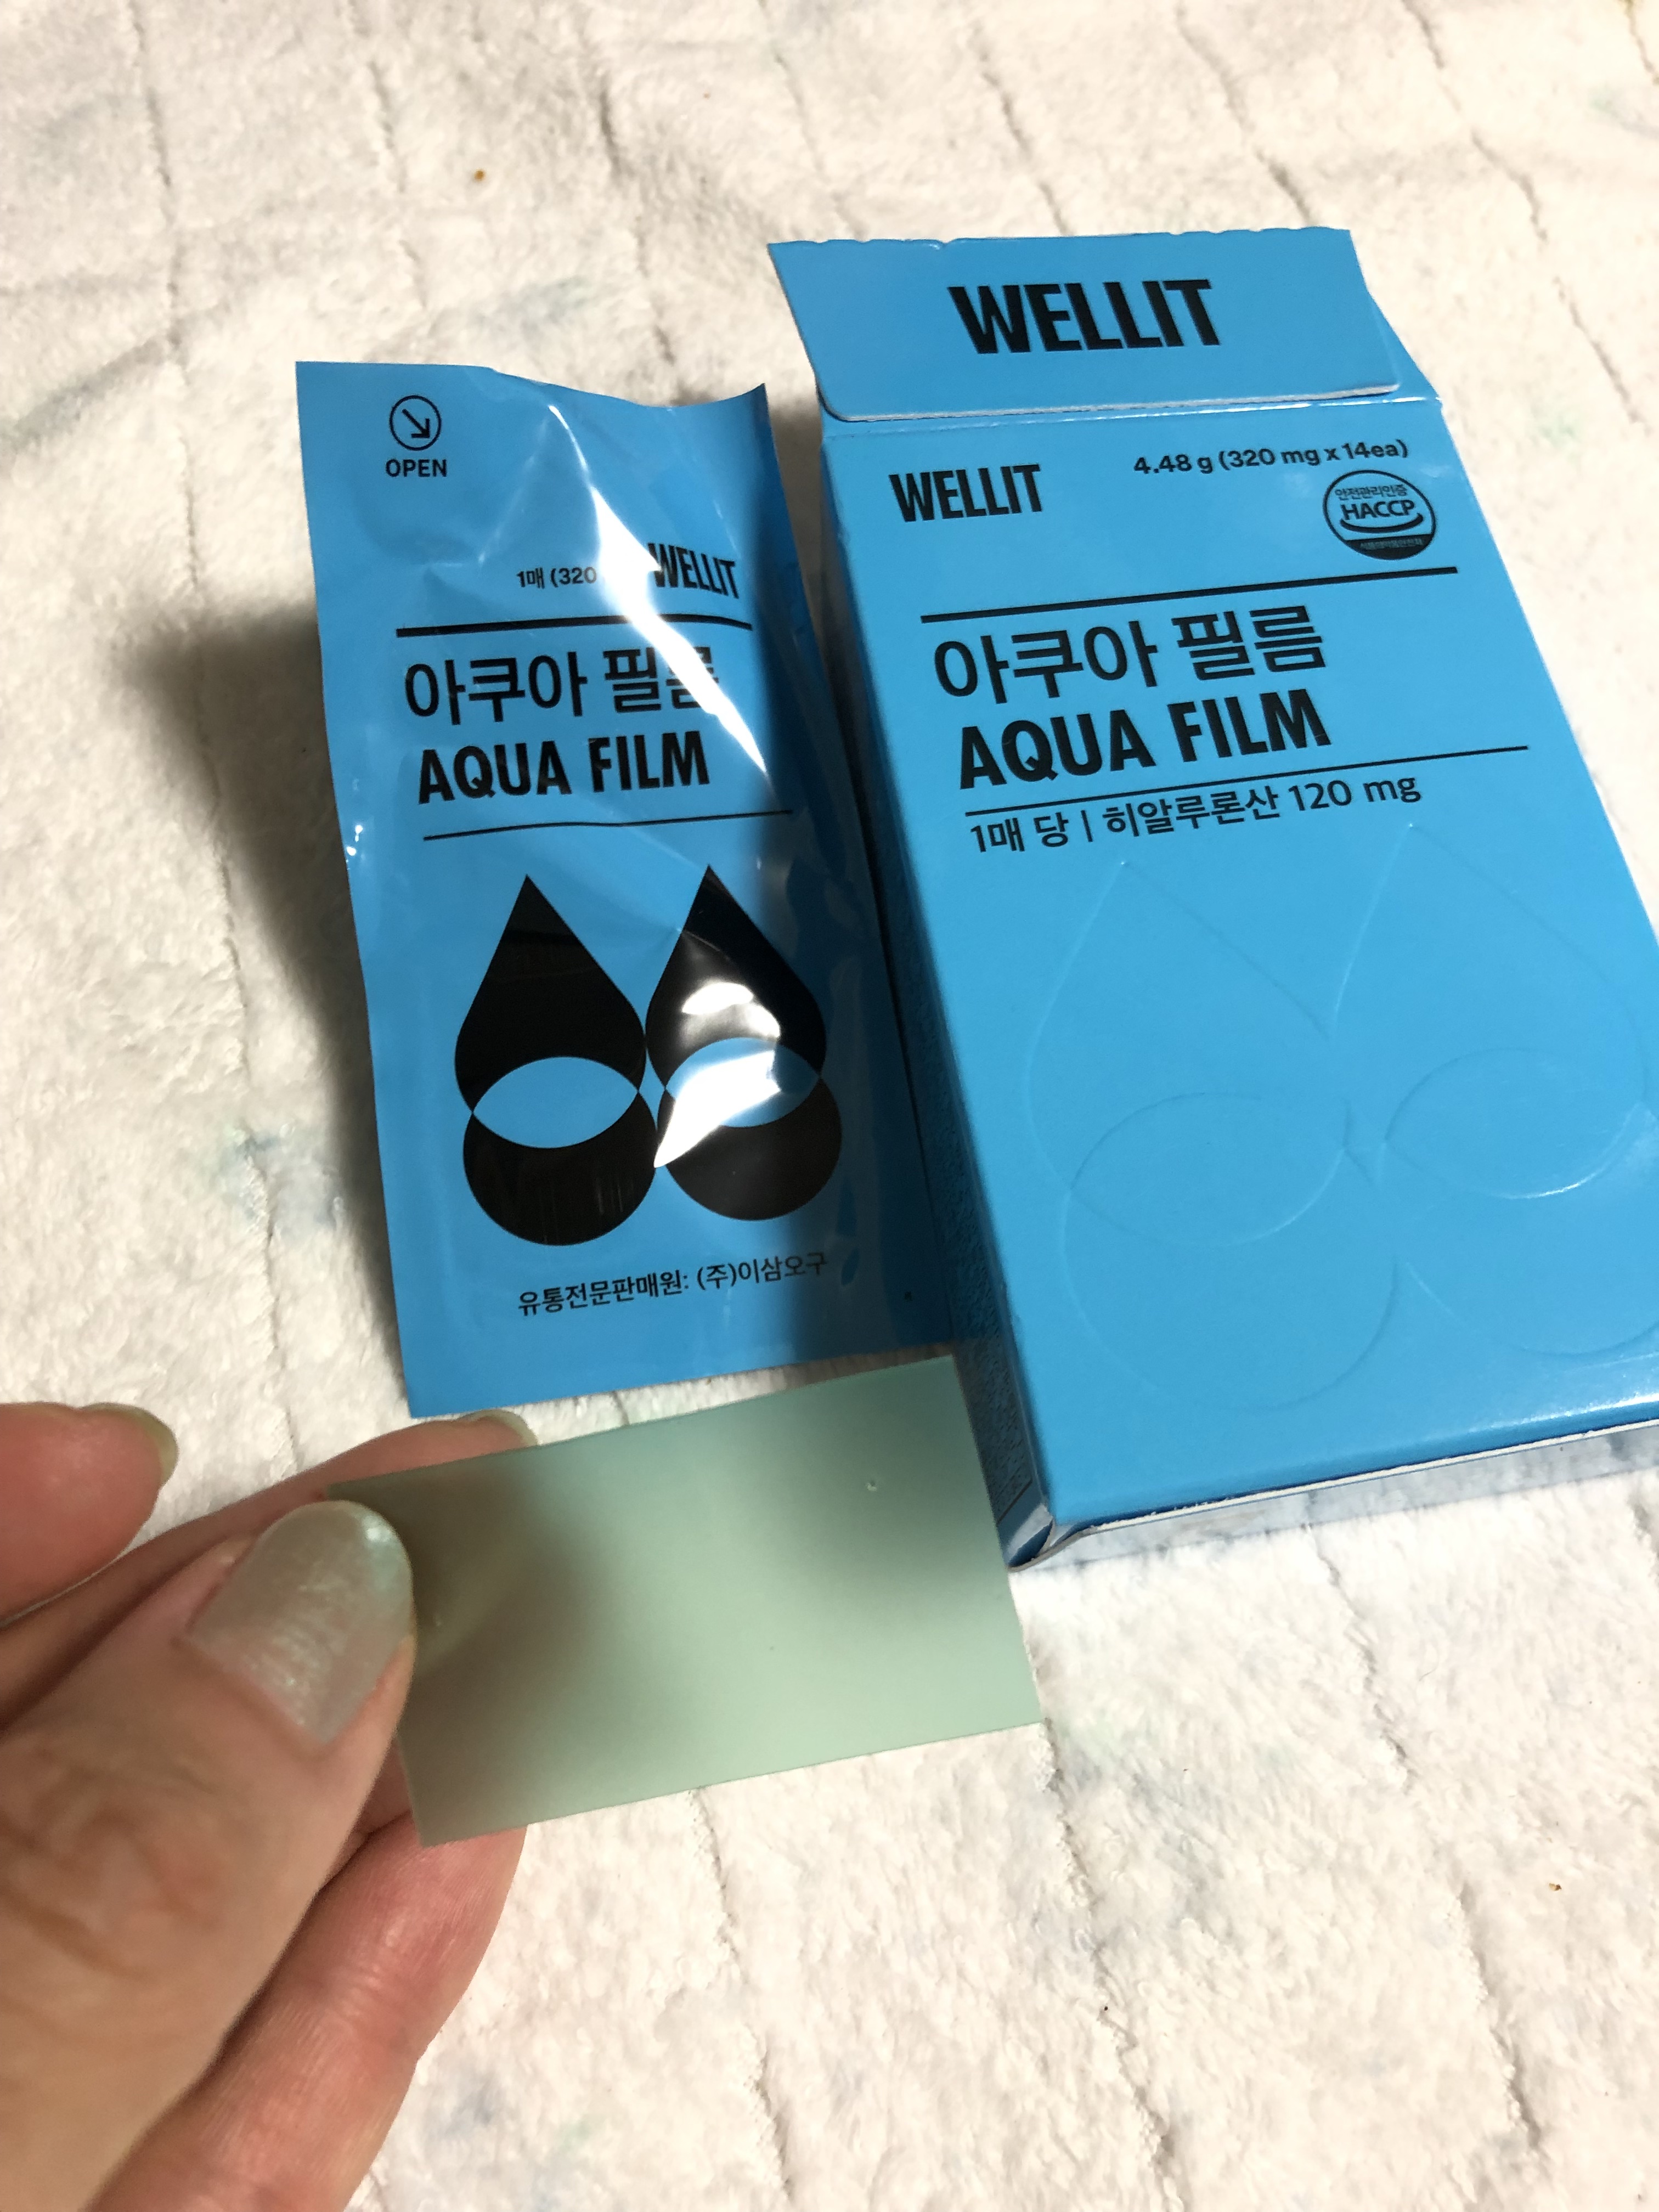 OPEN
1매 (320
WELLIT
아쿠아 필름
AQUA FILM
유통전문판매원: (주)이삼오구
WELLIT
WELLIT
4.48 g (320 mg x 14ea)
안전관리인증
HACCP
아쿠아 필름
AQUA FILM
1매 당 | 히알루론산 120 mg